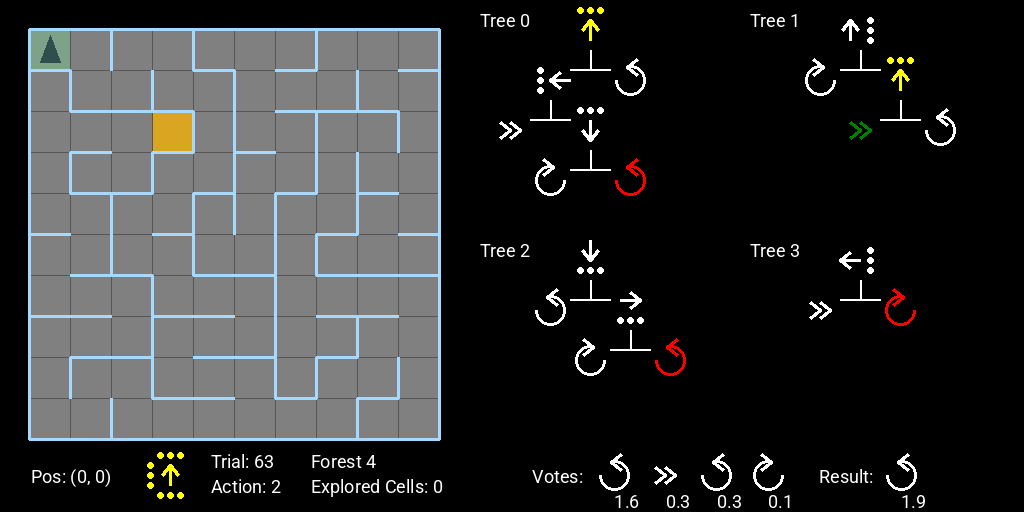 Tree 0
Tree 1
Tree 2
Tree 3
Pos: (0, 0)
Trial: 63
Forest 4
Action: 2
Explored Cells: 0
Votes:
1.6
0.3
0.3
0.1
Result:
1.9